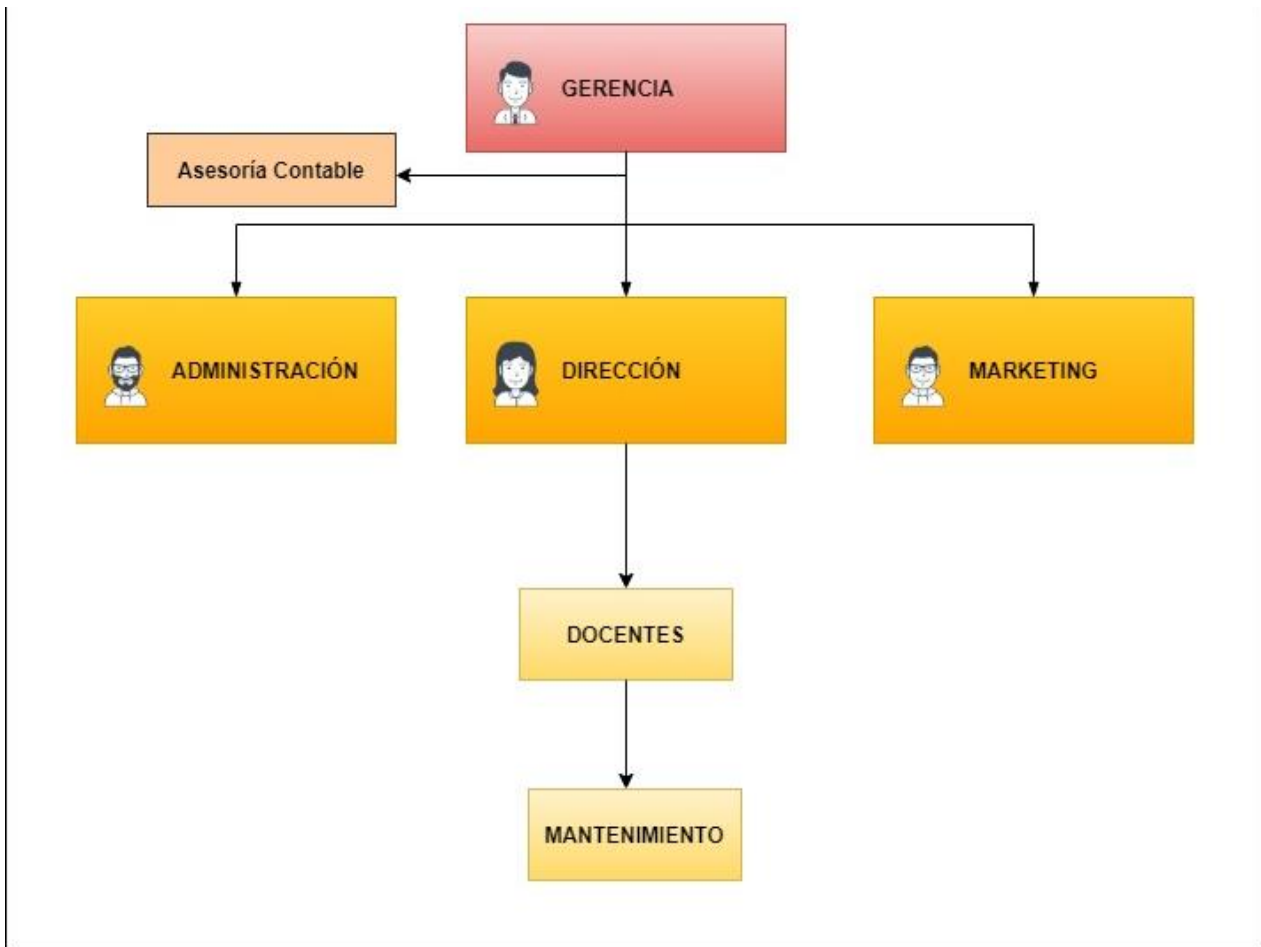 GERENCIA
Asesoría Contable
ADMINISTRACIÓN
DIRECCIÓN
MARKETING
DOCENTES
MANTENIMIENTO